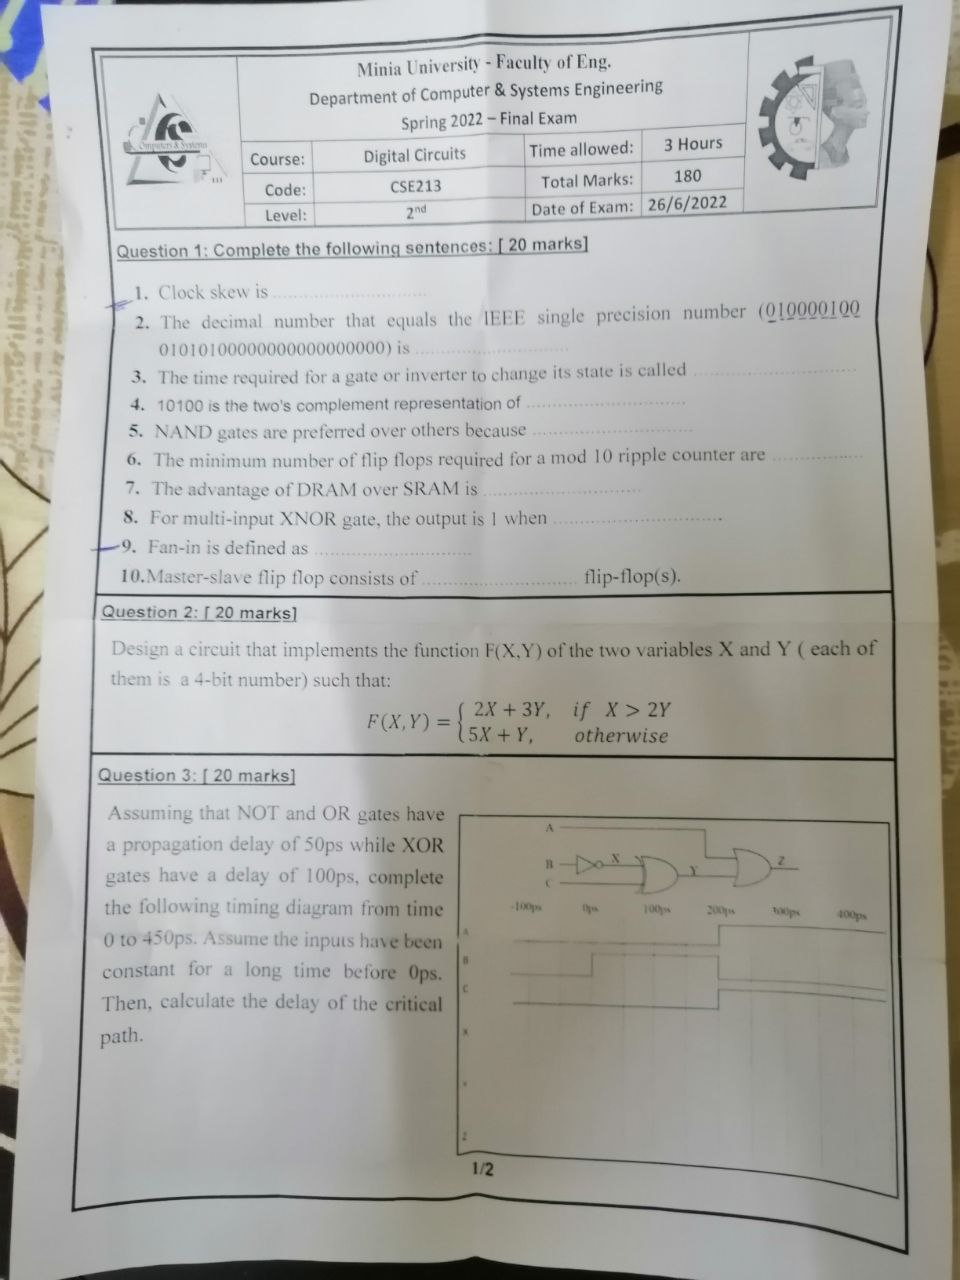 Minia University - Faculty of Eng.
Department of Computer & Systems Engineering
Spring 2022 – Final Exam
Computers & Systems
Course: Digital Circuits Time allowed: 3 Hours
Code: CSE213 Total Marks: 180
Level: 2nd Date of Exam: 26/6/2022
Question 1: Complete the following sentences: [ 20 marks]
1. Clock skew is ..............................
2. The decimal number that equals the IEEE single precision number (010000100
01010100000000000000000) is ..............................
3. The time required for a gate or inverter to change its state is called ..............................
4. 10100 is the two's complement representation of ..............................
5. NAND gates are preferred over others because ..............................
6. The minimum number of flip flops required for a mod 10 ripple counter are ..................
7. The advantage of DRAM over SRAM is ..............................
8. For multi-input XNOR gate, the output is 1 when ..............................
9. Fan-in is defined as ..............................
10. Master-slave flip flop consists of .............................. flip-flop(s).
Question 2: [ 20 marks]
Design a circuit that implements the function F(X,Y) of the two variables X and Y ( each of
them is a 4-bit number) such that:
F(X,Y) = { 2X + 3Y, if X > 2Y
5X + Y, otherwise
Question 3: [ 20 marks]
Assuming that NOT and OR gates have
a propagation delay of 50ps while XOR
gates have a delay of 100ps, complete
the following timing diagram from time
0 to 450ps. Assume the inputs have been
constant for a long time before 0ps.
Then, calculate the delay of the critical
path.
A
B X
C Y Z
-100ps 0ps 100ps 200ps 300ps 400ps
A
B
C
X
Z
1/2